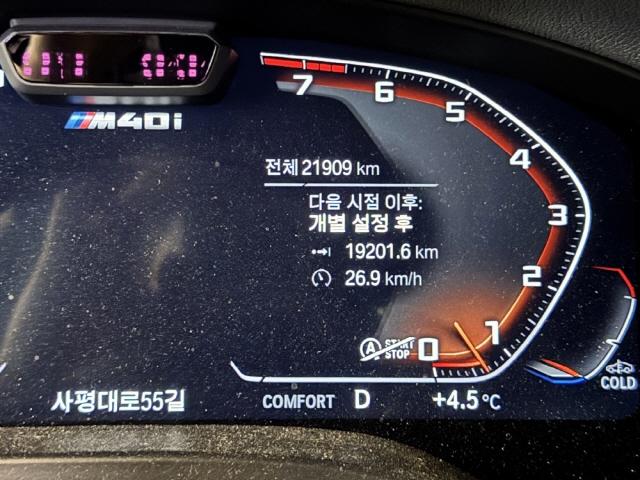 M40i
7
6
5
4
3
2
1
0
전체 21909 km
다음 시점 이후:
개별 설정 후
19201.6 km
26.9 km/h
A START STOP
사평대로55길
COMFORT D +4.5 °C
COLD